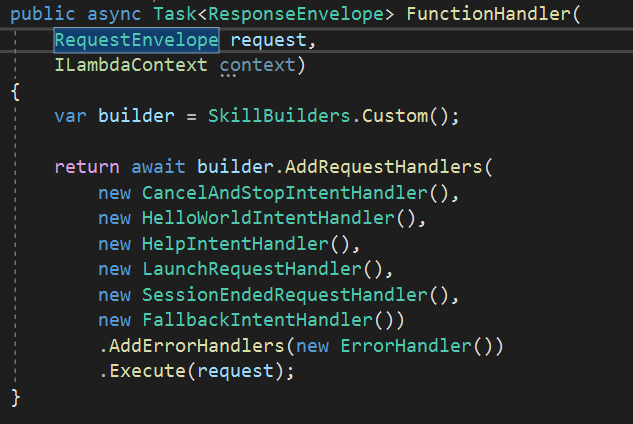 public async Task<ResponseEnvelope> FunctionHandler(
RequestEnvelope request,
ILambdaContext context)
{
var builder = SkillBuilders.Custom();
return await builder.AddRequestHandlers(
new CancelAndStopIntentHandler(),
new HelloWorldIntentHandler(),
new HelpIntentHandler(),
new LaunchRequestHandler(),
new SessionEndedRequestHandler(),
new FallbackIntentHandler())
.AddErrorHandlers(new ErrorHandler())
.Execute(request);
}